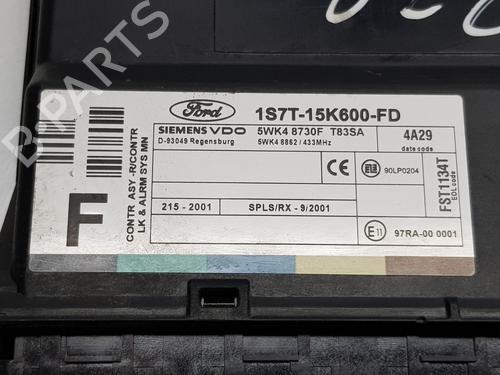 Ford
1S7T-15K600-FD
SIEMENS VDO 5WK4 8730F T83SA
D-93049 Regensburg 5WK4 8862 / 433MHz
4A29
date code
CONTR ASY -R/CONTR
LK & ALRM SYS MN
F
CE
90LP0204
FST1134T
EOL code
215 - 2001
SPLS/RX - 9/2001
E11
97RA-00 0001